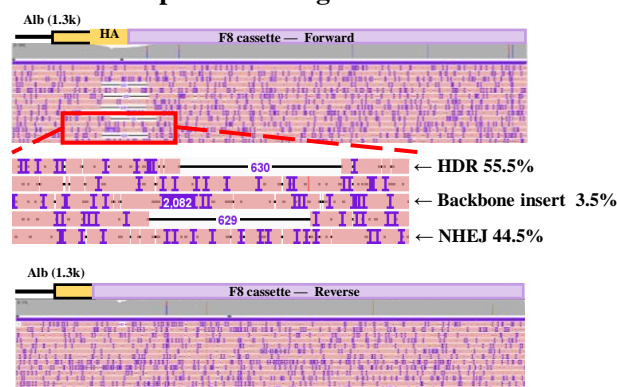 Alb (1.3k)
HA
F8 cassette — Forward
630
← HDR 55.5%
2,082
← Backbone insert 3.5%
629
← NHEJ 44.5%
Alb (1.3k)
F8 cassette — Reverse